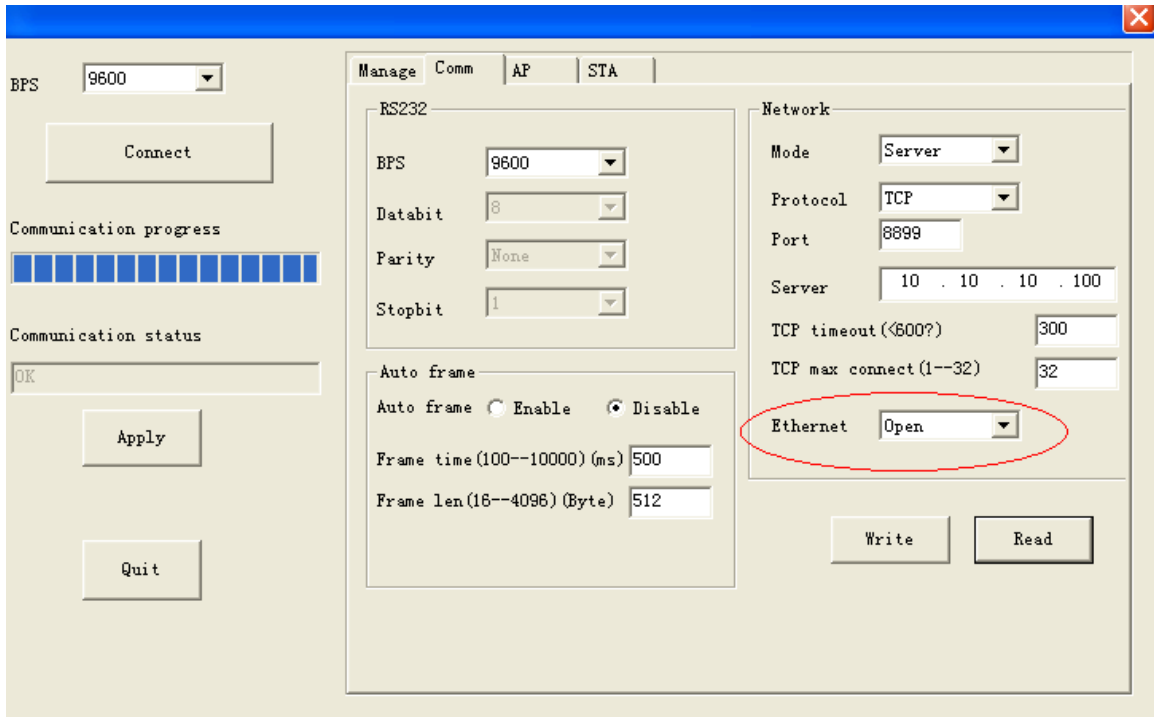 BPS 9600
Connect
Communication progress
Communication status
OK
Apply
Quit
Manage Comm AP STA
RS232
BPS 9600
Databit 8
Parity None
Stopbit 1
Auto frame
Auto frame Enable Disable
Frame time(100--10000)(ms) 500
Frame len(16--4096)(Byte) 512
Network
Mode Server
Protocol TCP
Port 8899
Server 10 . 10 . 10 . 100
TCP timeout(<600?) 300
TCP max connect(1--32) 32
Ethernet Open
Write Read